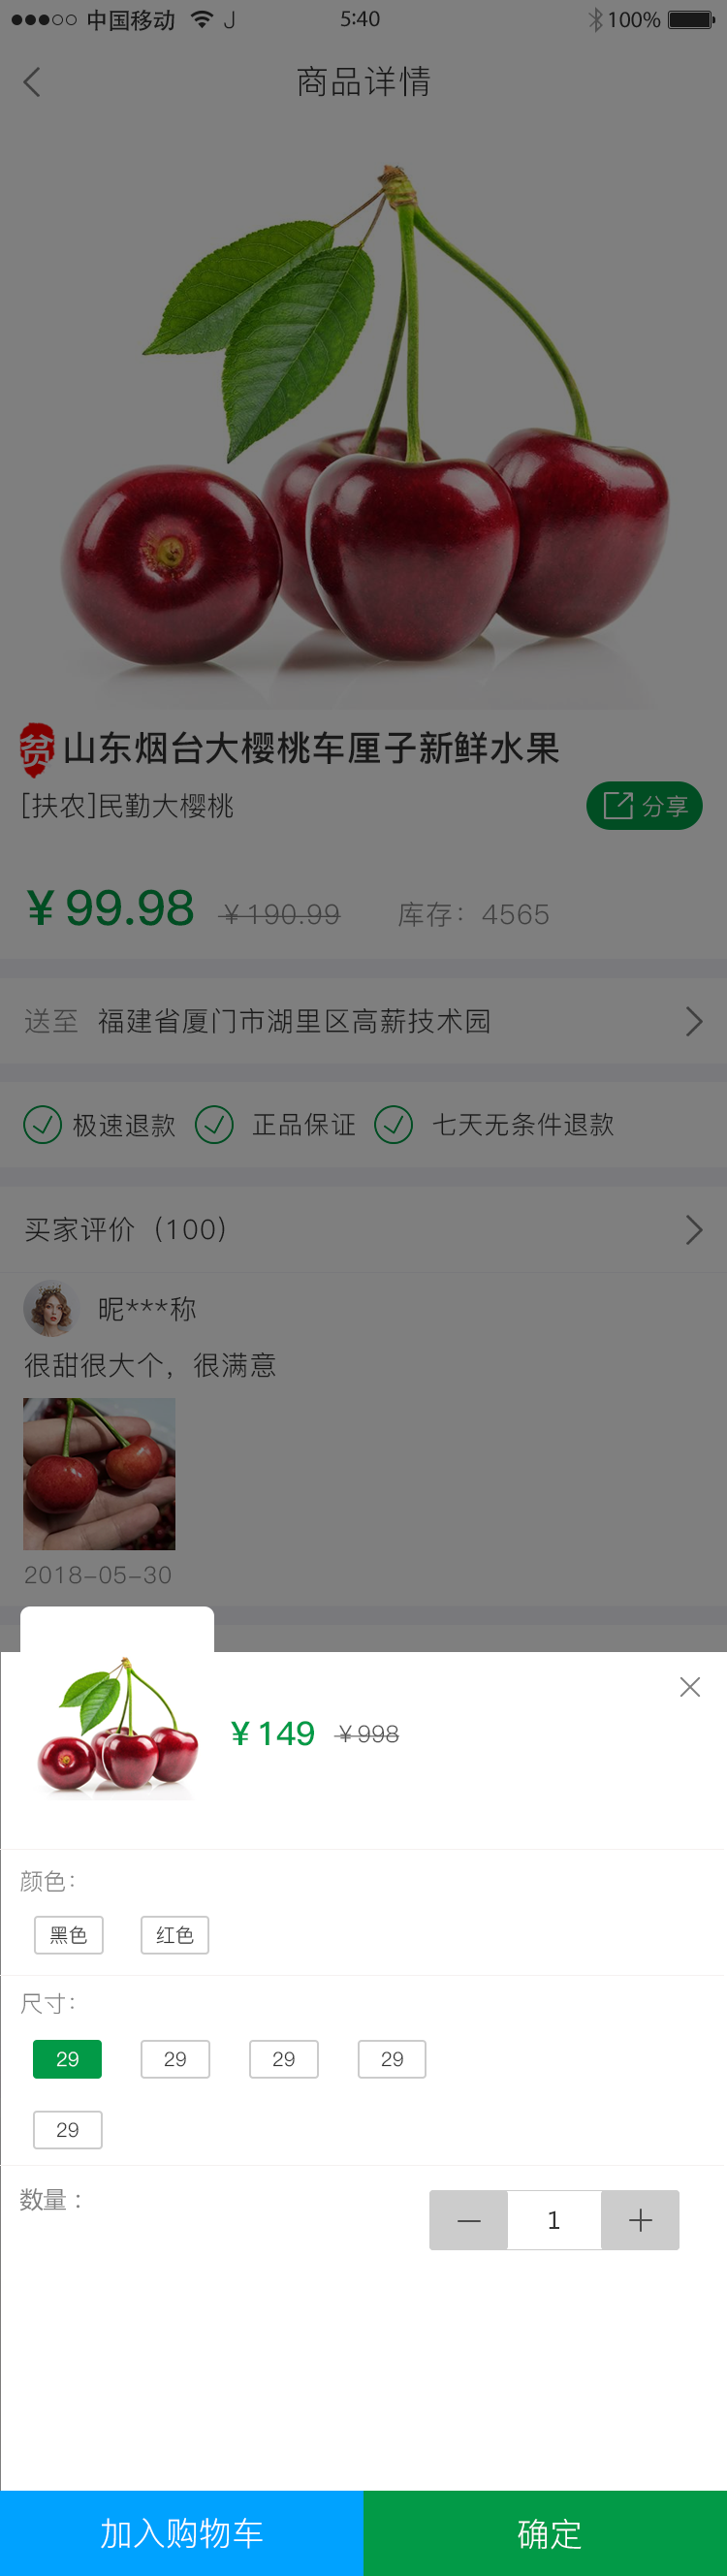 中国移动 5:40 100%
商品详情
贫 山东烟台大樱桃车厘子新鲜水果
[扶农]民勤大樱桃 分享
￥99.98 ￥190.99 库存：4565
送至 福建省厦门市湖里区高薪技术园
极速退款 正品保证 七天无条件退款
买家评价（100）
昵***称
很甜很大个，很满意
2018-05-30
￥149 ￥998
颜色：
黑色 红色
尺寸：
29 29 29 29
29
数量：
1
加入购物车 确定